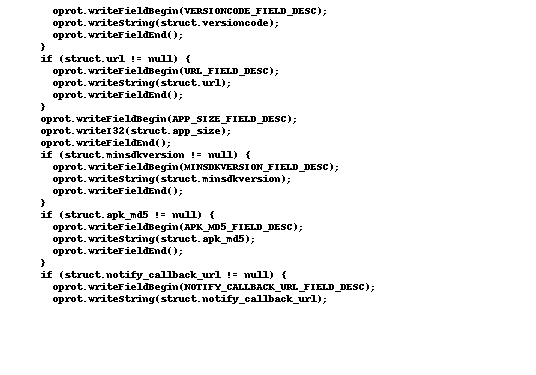 oprot.writeFieldBegin(VERSIONCODE_FIELD_DESC);
oprot.writeString(struct.versioncode);
oprot.writeFieldEnd();
}
if (struct.url != null) {
oprot.writeFieldBegin(URL_FIELD_DESC);
oprot.writeString(struct.url);
oprot.writeFieldEnd();
}
oprot.writeFieldBegin(APP_SIZE_FIELD_DESC);
oprot.writeI32(struct.app_size);
oprot.writeFieldEnd();
if (struct.minsdkversion != null) {
oprot.writeFieldBegin(MINSDKVERSION_FIELD_DESC);
oprot.writeString(struct.minsdkversion);
oprot.writeFieldEnd();
}
if (struct.apk_md5 != null) {
oprot.writeFieldBegin(APK_MD5_FIELD_DESC);
oprot.writeString(struct.apk_md5);
oprot.writeFieldEnd();
}
if (struct.notify_callback_url != null) {
oprot.writeFieldBegin(NOTIFY_CALLBACK_URL_FIELD_DESC);
oprot.writeString(struct.notify_callback_url);